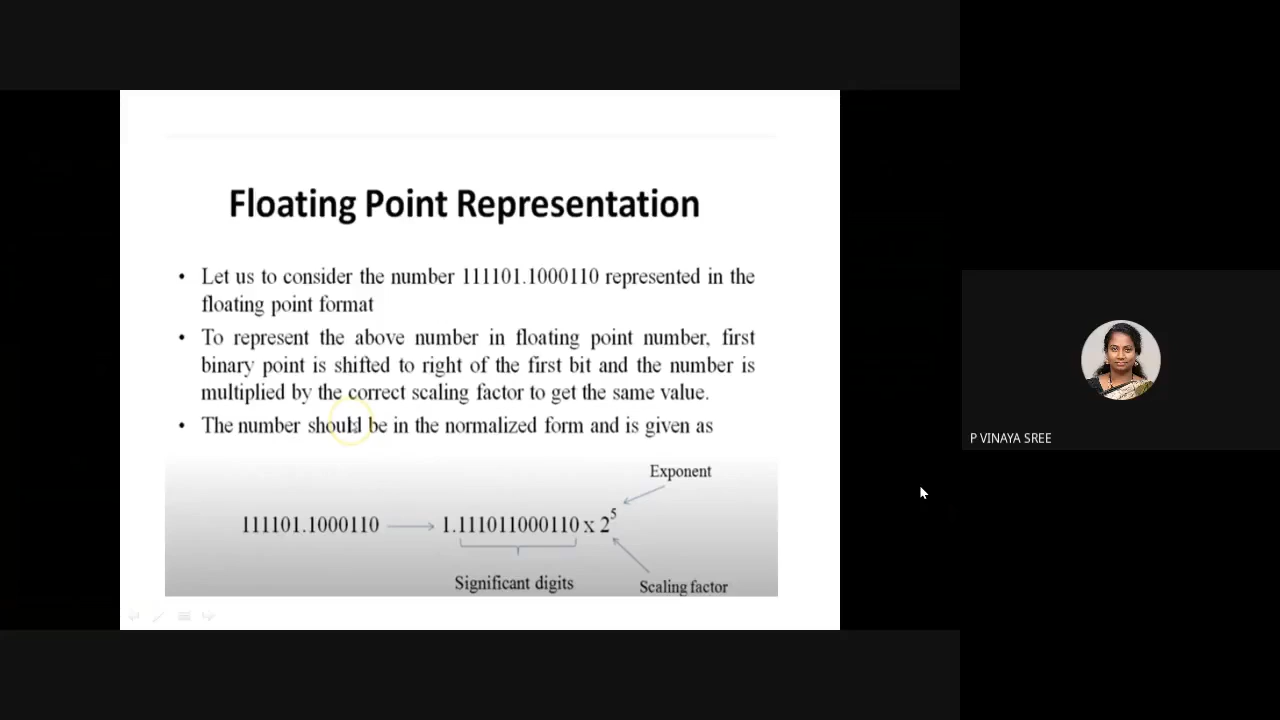 Floating Point Representation
• Let us to consider the number 111101.1000110 represented in the
floating point format
• To represent the above number in floating point number, first
binary point is shifted to right of the first bit and the number is
multiplied by the correct scaling factor to get the same value.
• The number should be in the normalized form and is given as
Exponent
111101.1000110 → 1.111011000110 x 2⁵
Significant digits
Scaling factor
P VINAYA SREE